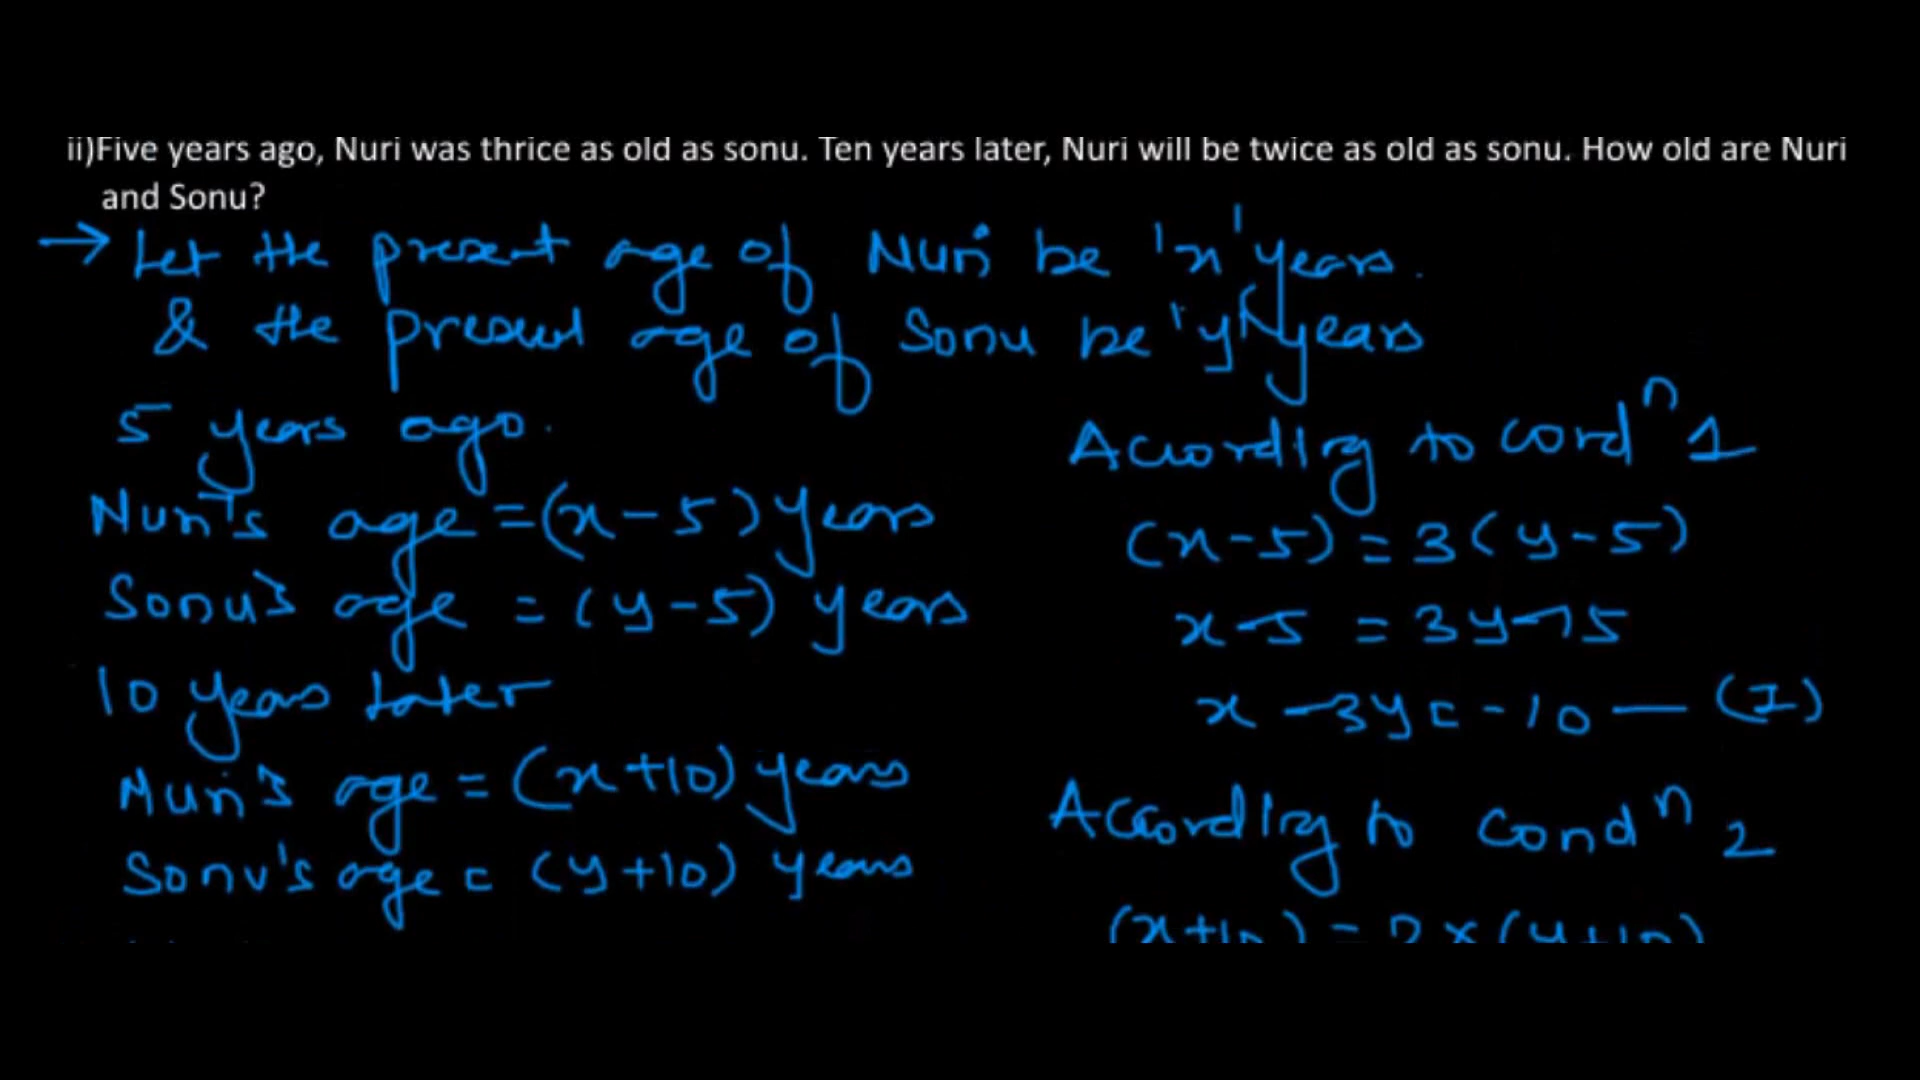 ii)Five years ago, Nuri was thrice as old as sonu. Ten years later, Nuri will be twice as old as sonu. How old are Nuri
and Sonu?
→ Let the present age of Nuri be 'x' years.
& the present age of Sonu be 'y' years
5 years ago.
Nuri's age = (x-5) years
Sonu's age = (y-5) years
10 years later
Nuri's age = (x+10) years
Sonu's age = (y+10) years
According to condⁿ 1
(x-5) = 3(y-5)
x-5 = 3y-15
x-3y = -10 — (I)
According to condⁿ 2
(x+10) = 2×(y+10)